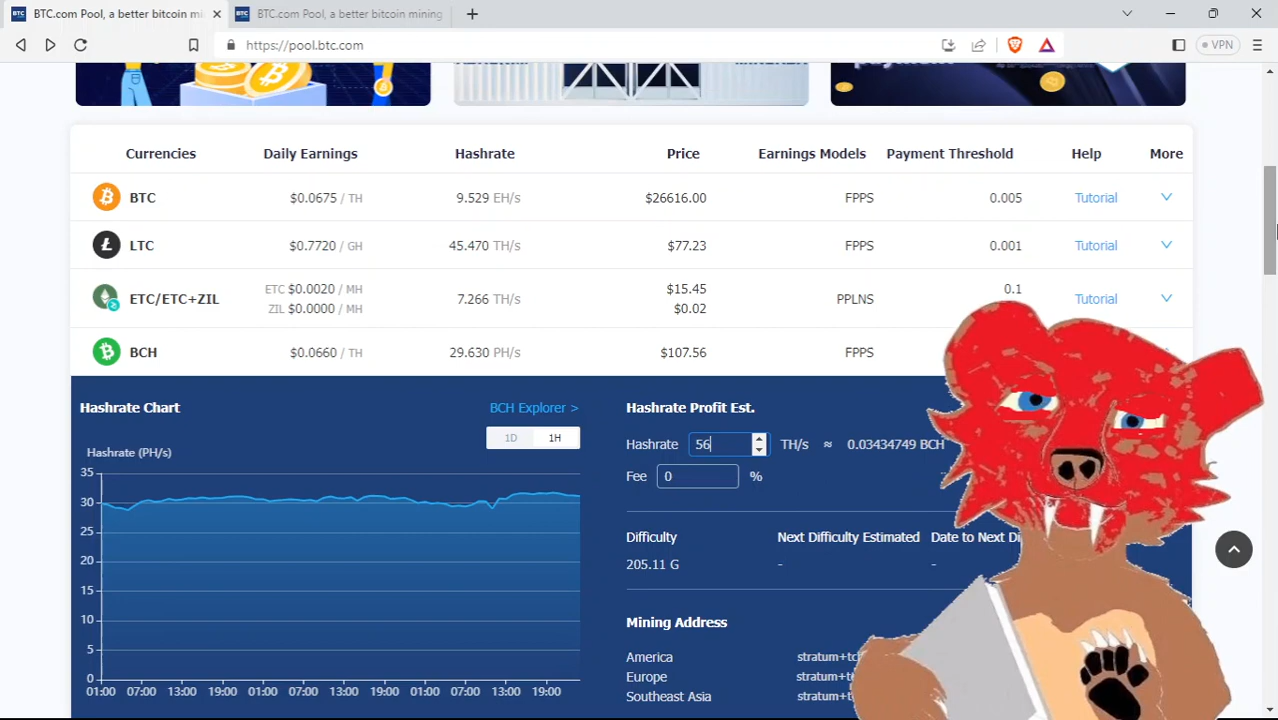 BTC.com Pool, a better bitcoin mi
BTC.com Pool, a better bitcoin mining
https://pool.btc.com
VPN
payment
Currencies Daily Earnings Hashrate Price Earnings Models Payment Threshold Help More
BTC $0.0675 / TH 9.529 EH/s $26616.00 FPPS 0.005 Tutorial
LTC $0.7720 / GH 45.470 TH/s $77.23 FPPS 0.001 Tutorial
ETC $0.0020 / MH $15.45 0.1
ETC/ETC+ZIL 7.266 TH/s PPLNS Tutorial
ZIL $0.0000 / MH $0.02
BCH $0.0660 / TH 29.630 PH/s $107.56 FPPS
Hashrate Chart BCH Explorer >
1D 1H
Hashrate (PH/s)
35
30
25
20
15
10
5
0
01:00 07:00 13:00 19:00 01:00 07:00 13:00 19:00 01:00 07:00 13:00 19:00
Hashrate Profit Est.
Hashrate 56 TH/s ≈ 0.03434749 BCH
Fee 0 %
Difficulty Next Difficulty Estimated Date to Next Di
205.11 G - -
Mining Address
America stratum+tc
Europe stratum+t
Southeast Asia stratum+t